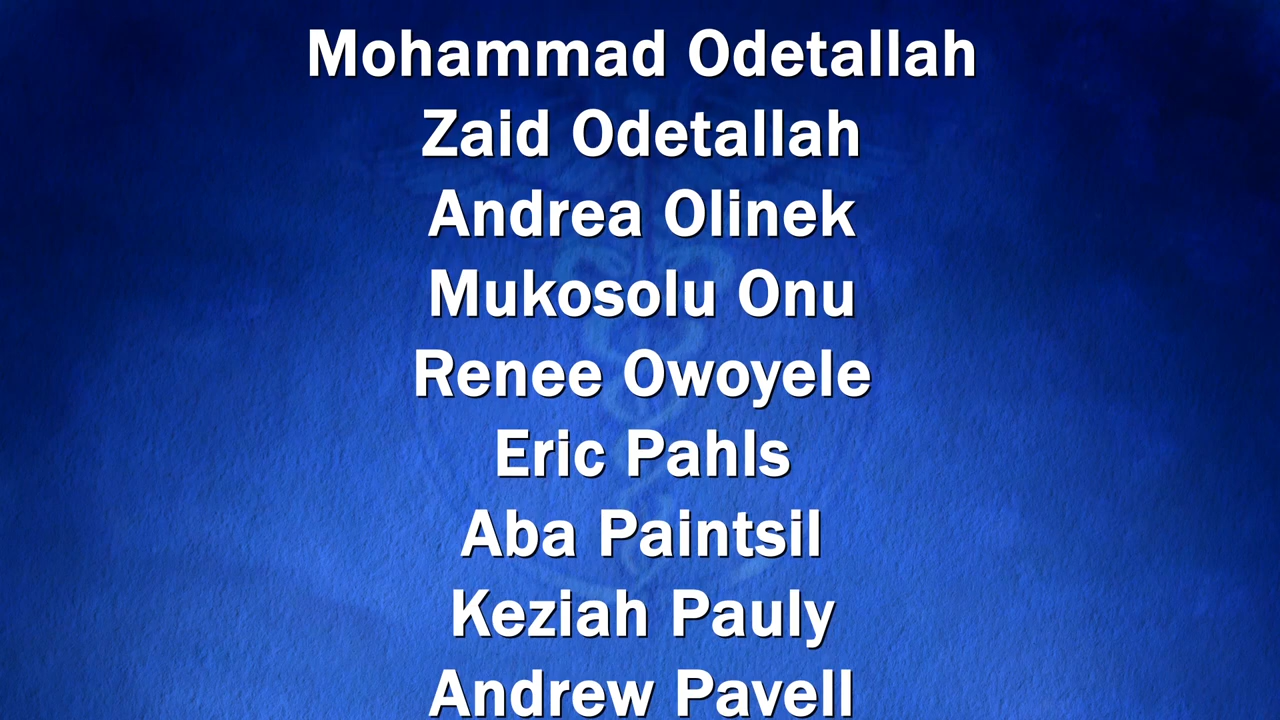 Mohammad Odetallah
Zaid Odetallah
Andrea Olinek
Mukosolu Onu
Renee Owoyele
Eric Pahls
Aba Paintsil
Keziah Pauly
Andrew Pavell